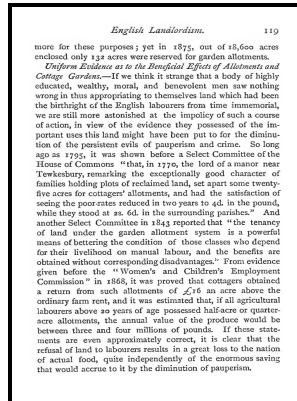 English Landlordism. 119
more for these purposes; yet in 1875, out of 18,600 acres
enclosed only 132 acres were reserved for garden allotments.
Uniform Evidence as to the Beneficial Effects of Allotments and
Cottage Gardens.—If we think it strange that a body of highly
educated, wealthy, moral, and benevolent men saw nothing
wrong in thus appropriating to themselves land which had been
the birthright of the English labourers from time immemorial,
we are still more astonished at the impolicy of such a course
of action, in view of the evidence they possessed of the im-
portant uses this land might have been put to for the diminu-
tion of the persistent evils of pauperism and crime. So long
ago as 1795, it was shown before a Select Committee of the
House of Commons "that, in 1770, the lord of a manor near
Tewkesbury, remarking the exceptionally good character of
families holding plots of reclaimed land, set apart some twenty-
five acres for cottagers' allotments, and had the satisfaction of
seeing the poor-rates reduced in two years to 4d. in the pound,
while they stood at 2s. 6d. in the surrounding parishes." And
another Select Committee in 1843 reported that "the tenancy
of land under the garden allotment system is a powerful
means of bettering the condition of those classes who depend
for their livelihood on manual labour, and the benefits are
obtained without corresponding disadvantages." From evidence
given before the "Women's and Children's Employment
Commission" in 1868, it was proved that cottagers obtained
a return from such allotments of £16 an acre above the
ordinary farm rent, and it was estimated that, if all agricultural
labourers above 20 years of age possessed half-acre or quarter-
acre allotments, the annual value of the produce would be
between three and four millions of pounds. If these state-
ments are even approximately correct, it is clear that the
refusal of land to labourers results in a great loss to the nation
of actual food, quite independently of the enormous saving
that would accrue to it by the diminution of pauperism.